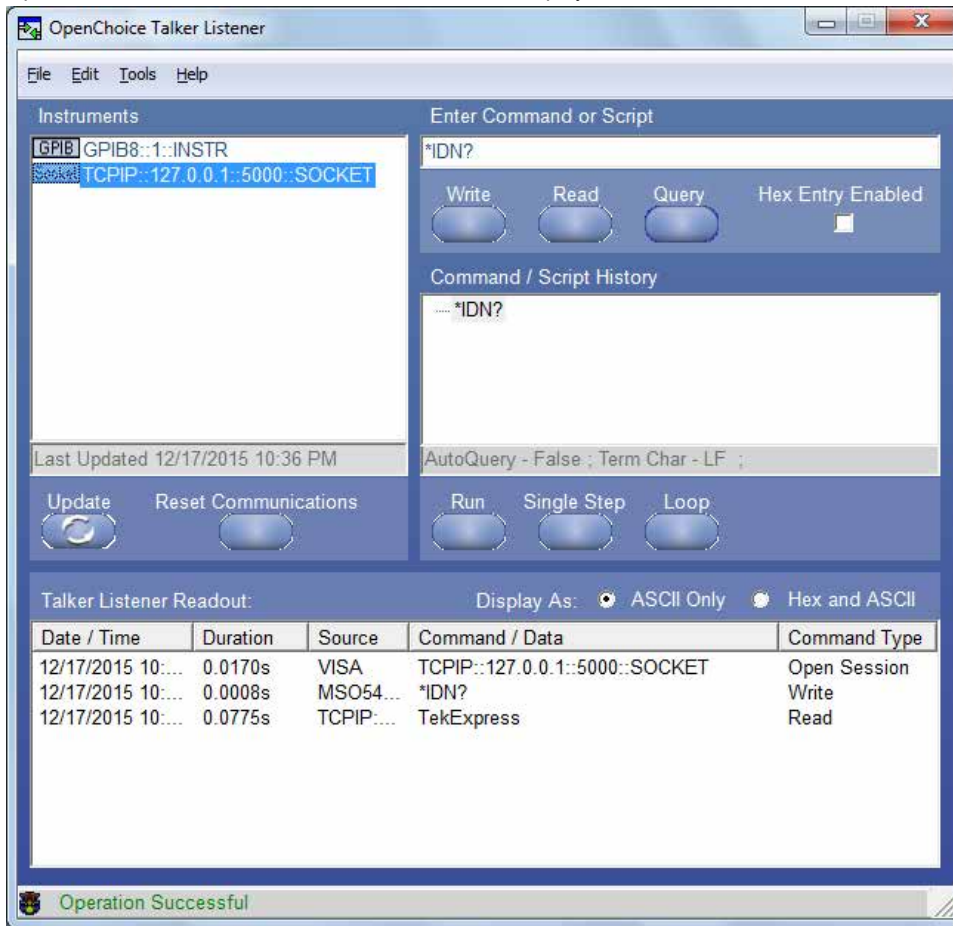 OpenChoice Talker Listener
File Edit Tools Help
Instruments
GPIB GPIB8::1::INSTR
Socket TCPIP::127.0.0.1::5000::SOCKET
Last Updated 12/17/2015 10:36 PM
Update Reset Communications
Enter Command or Script
*IDN?
Write Read Query Hex Entry Enabled
Command / Script History
*IDN?
AutoQuery - False ; Term Char - LF ;
Run Single Step Loop
Talker Listener Readout: Display As: ASCII Only Hex and ASCII
Date / Time Duration Source Command / Data Command Type
12/17/2015 10:... 0.0170s VISA TCPIP::127.0.0.1::5000::SOCKET Open Session
12/17/2015 10:... 0.0008s MSO54... *IDN? Write
12/17/2015 10:... 0.0775s TCPIP:... TekExpress Read
Operation Successful